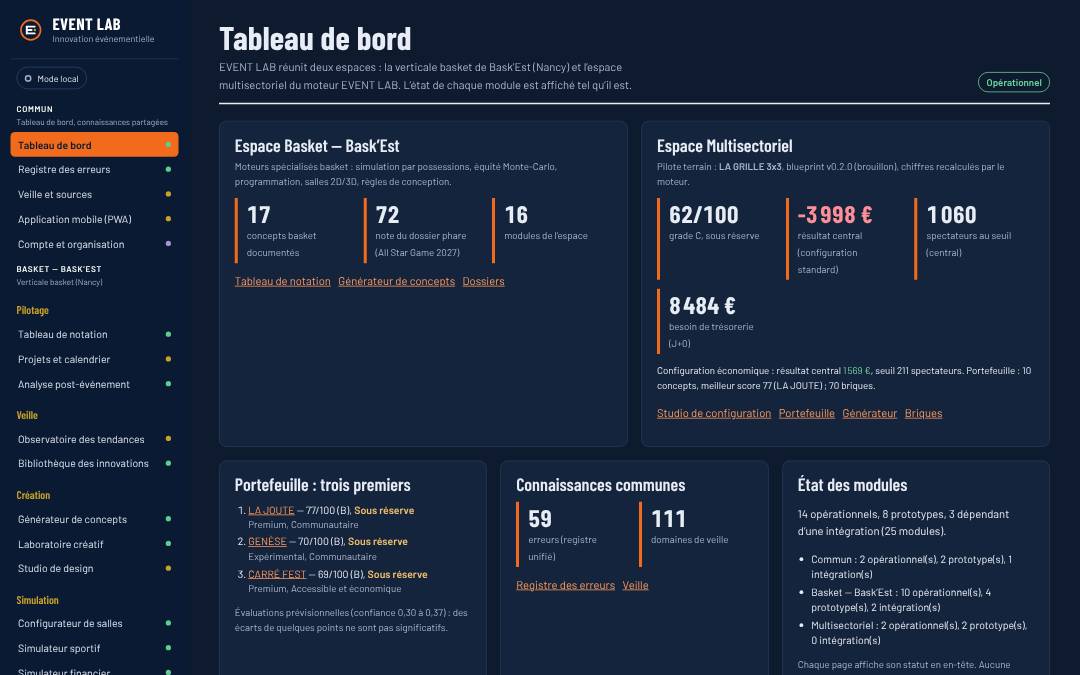 EVENT LAB
Innovation événementielle
Mode local
COMMUN
Tableau de bord, connaissances partagées
Tableau de bord
Registre des erreurs
Veille et sources
Application mobile (PWA)
Compte et organisation
BASKET — BASK'EST
Verticale basket (Nancy)
Pilotage
Tableau de notation
Projets et calendrier
Analyse post-événement
Veille
Observatoire des tendances
Bibliothèque des innovations
Création
Générateur de concepts
Laboratoire créatif
Studio de design
Simulation
Configurateur de salles
Simulateur sportif
Simulateur financier
Tableau de bord
EVENT LAB réunit deux espaces : la verticale basket de Bask'Est (Nancy) et l'espace
multisectoriel du moteur EVENT LAB. L'état de chaque module est affiché tel qu'il est.
Opérationnel
Espace Basket — Bask'Est
Moteurs spécialisés basket : simulation par possessions, équité Monte-Carlo,
programmation, salles 2D/3D, règles de conception.
17
concepts basket
documentés
72
note du dossier phare
(All Star Game 2027)
16
modules de l'espace
Tableau de notation Générateur de concepts Dossiers
Espace Multisectoriel
Pilote terrain : LA GRILLE 3x3, blueprint v0.2.0 (brouillon), chiffres recalculés par le
moteur.
62/100
grade C, sous réserve
-3 998 €
résultat central
(configuration
standard)
1 060
spectateurs au seuil
(central)
8 484 €
besoin de trésorerie
(J+0)
Configuration économique : résultat central 1 569 €, seuil 211 spectateurs. Portefeuille : 10
concepts, meilleur score 77 (LA JOUTE) ; 70 briques.
Studio de configuration Portefeuille Générateur Briques
Portefeuille : trois premiers
1. LA JOUTE — 77/100 (B), Sous réserve
Premium, Communautaire
2. GENÈSE — 70/100 (B), Sous réserve
Expérimental, Communautaire
3. CARRÉ FEST — 69/100 (B), Sous réserve
Premium, Accessible et économique
Évaluations prévisionnelles (confiance 0,30 à 0,37) : des
écarts de quelques points ne sont pas significatifs.
Connaissances communes
59
erreurs (registre
unifié)
111
domaines de veille
Registre des erreurs Veille
État des modules
14 opérationnels, 8 prototypes, 3 dépendant
d'une intégration (25 modules).
• Commun : 2 opérationnel(s), 2 prototype(s), 1
intégration(s)
• Basket — Bask'Est : 10 opérationnel(s), 4
prototype(s), 2 intégration(s)
• Multisectoriel : 2 opérationnel(s), 2 prototype(s),
0 intégration(s)
Chaque page affiche son statut en en-tête. Aucune